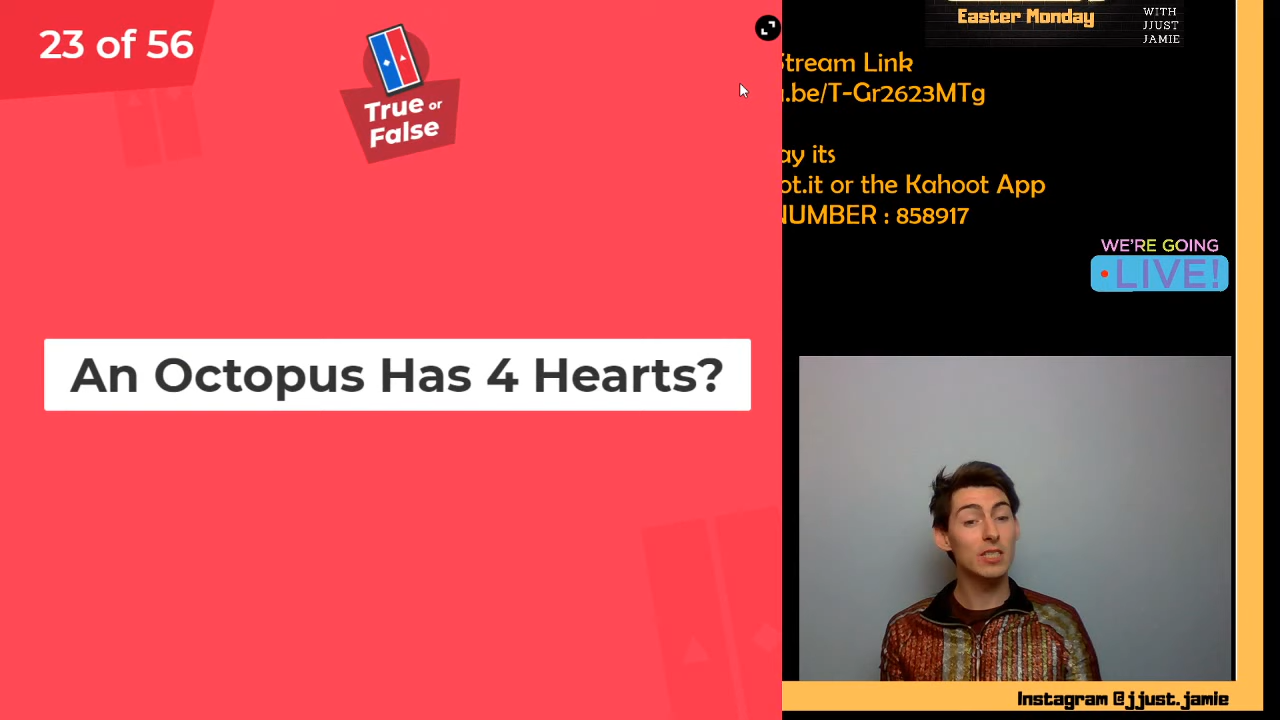 23 of 56
True or
False
An Octopus Has 4 Hearts?
Easter Monday
WITH
JJUST
JAMIE
Stream Link
.be/T-Gr2623MTg
ay its
ot.it or the Kahoot App
NUMBER : 858917
WE'RE GOING
LIVE!
Instagram @jjust.jamie